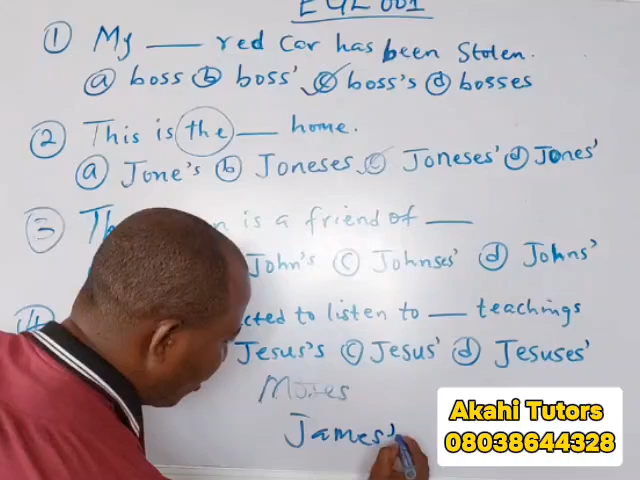 EGL 001
① My ___ red car has been stolen.
ⓐ boss ⓑ boss' ⓒ boss's ⓓ bosses
② This is the ___ home.
ⓐ Jone's ⓑ Joneses ⓒ Joneses' ⓓ Jones'
③ is a friend of ___
John's ⓒ Johnses' ⓓ Johns'
④ to listen to ___ teachings
Jesus's ⓒ Jesus' ⓓ Jesuses'
Moses
James'
Akahi Tutors
08038644328